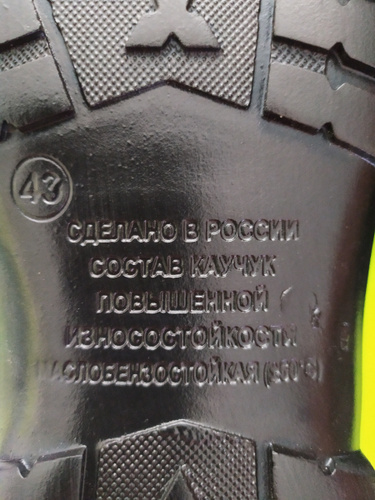 43
СДЕЛАНО В РОССИИ
СОСТАВ КАУЧУК
ПОВЫШЕННОЙ
ИЗНОСОСТОЙКОСТИ
МАСЛОБЕНЗОСТОЙКАЯ